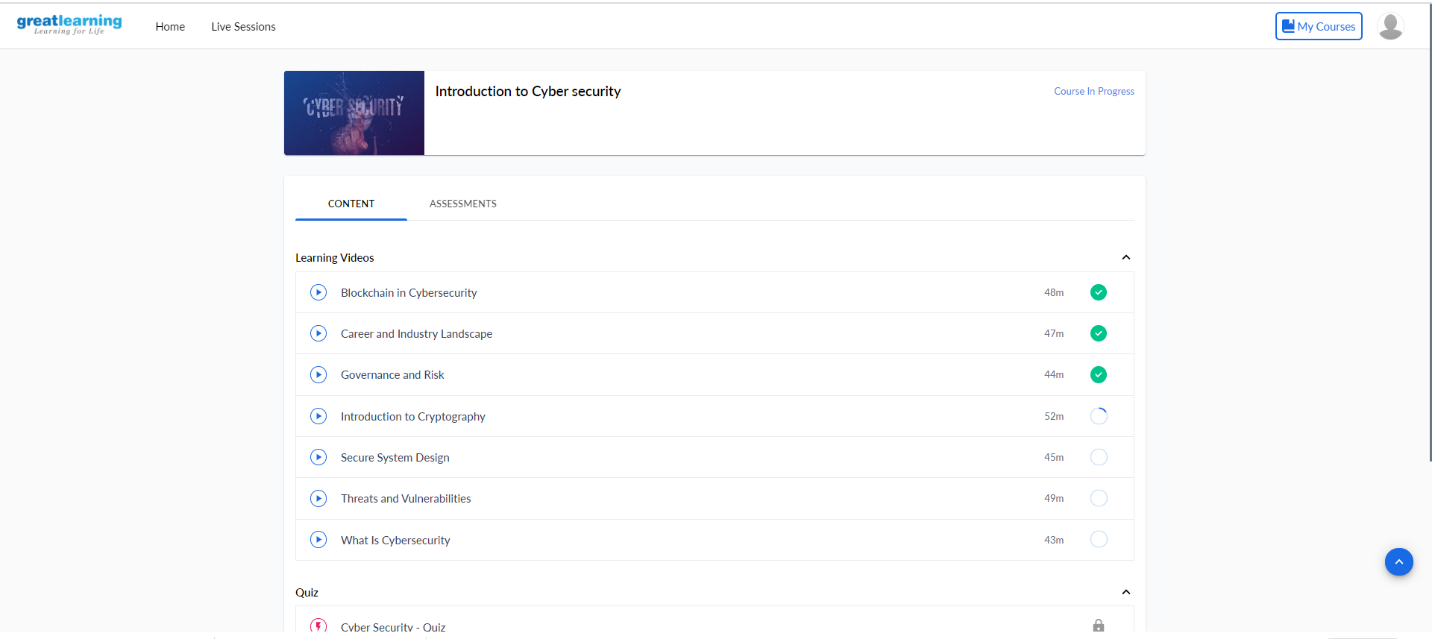 greatlearning
Learning for Life
Home
Live Sessions
My Courses
CYBER SECURITY
Introduction to Cyber security
Course In Progress
CONTENT
ASSESSMENTS
Learning Videos
Blockchain in Cybersecurity 48m
Career and Industry Landscape 47m
Governance and Risk 44m
Introduction to Cryptography 52m
Secure System Design 45m
Threats and Vulnerabilities 49m
What Is Cybersecurity 43m
Quiz
Cyber Security - Quiz